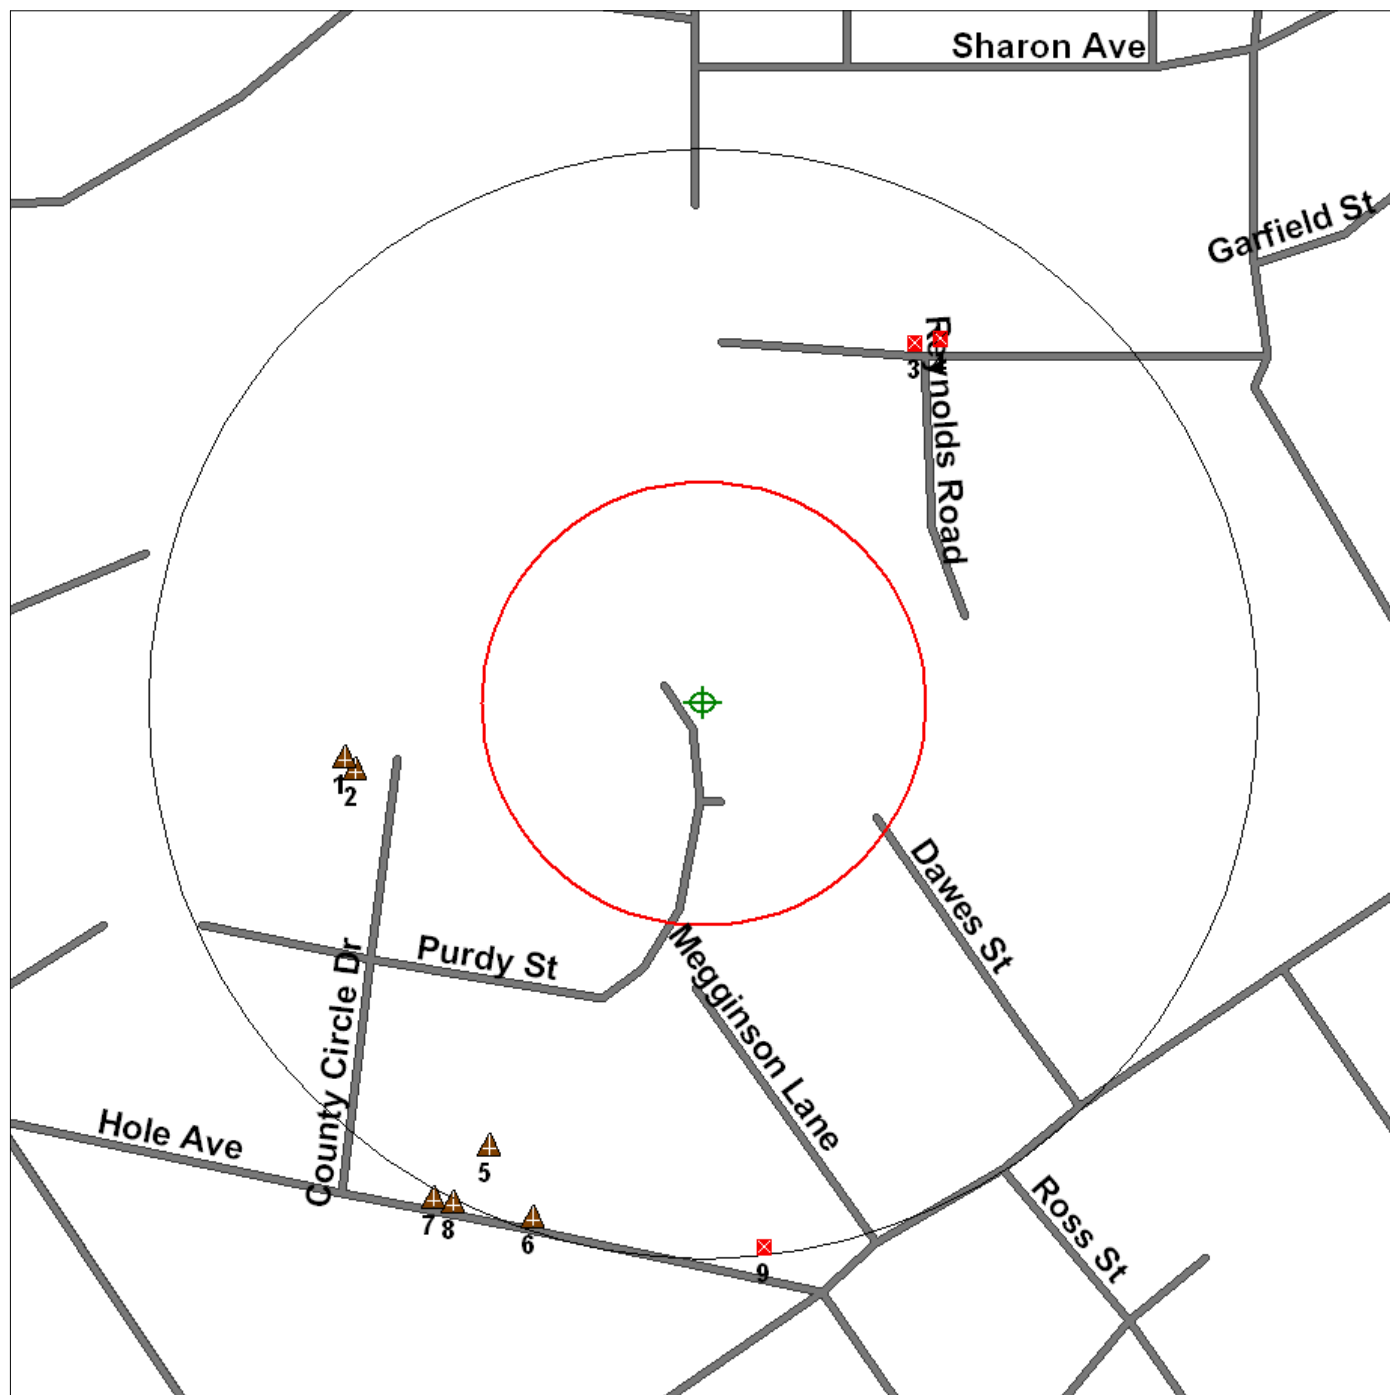 Sharon Ave
Garfield St
Reynolds Road
3
1
2
Dawes St
Purdy St
Megginson Lane
County Circle Dr
Hole Ave
5
7
8
6
9
Ross St